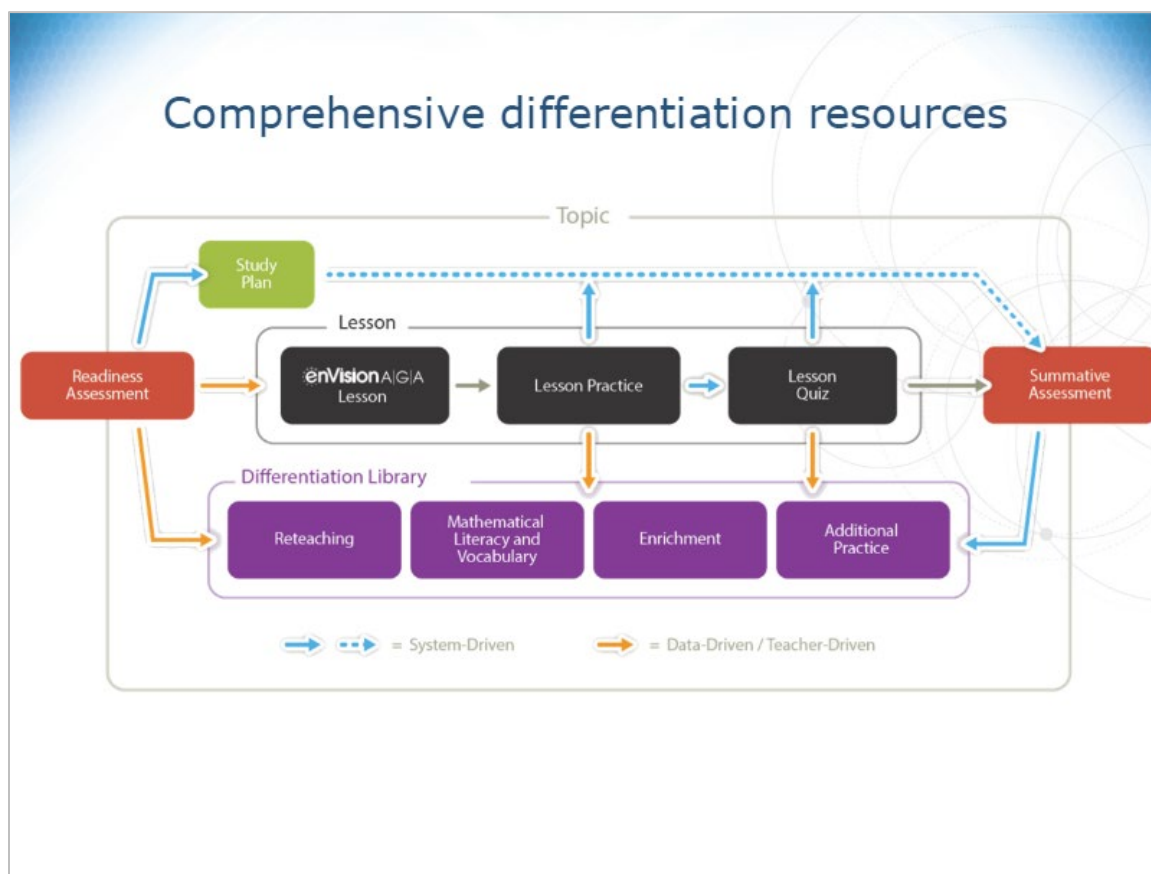 Comprehensive differentiation resources
Topic
Study
Plan
Lesson
Readiness
Assessment
enVision A|G|A
Lesson
Lesson Practice
Lesson
Quiz
Summative
Assessment
Differentiation Library
Reteaching
Mathematical
Literacy and
Vocabulary
Enrichment
Additional
Practice
= System-Driven
= Data-Driven / Teacher-Driven